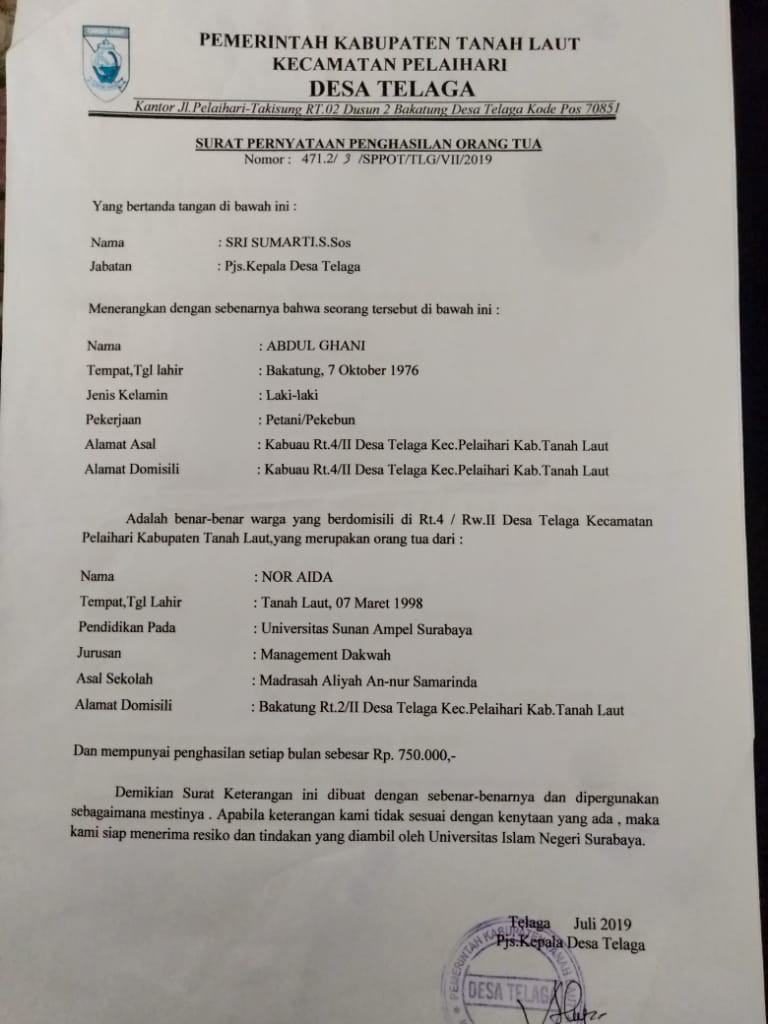 TANAH LAUT
PEMERINTAH KABUPATEN TANAH LAUT
KECAMATAN PELAIHARI
DESA TELAGA
Kantor Jl.Pelaihari-Takisung RT.02 Dusun 2 Bakatung Desa Telaga Kode Pos 70851
SURAT PERNYATAAN PENGHASILAN ORANG TUA
Nomor : 471.2/ 3 /SPPOT/TLG/VII/2019
Yang bertanda tangan di bawah ini :
Nama : SRI SUMARTI.S.Sos
Jabatan : Pjs.Kepala Desa Telaga
Menerangkan dengan sebenarnya bahwa seorang tersebut di bawah ini :
Nama : ABDUL GHANI
Tempat,Tgl lahir : Bakatung, 7 Oktober 1976
Jenis Kelamin : Laki-laki
Pekerjaan : Petani/Pekebun
Alamat Asal : Kabuau Rt.4/II Desa Telaga Kec.Pelaihari Kab.Tanah Laut
Alamat Domisili : Kabuau Rt.4/II Desa Telaga Kec.Pelaihari Kab.Tanah Laut
Adalah benar-benar warga yang berdomisili di Rt.4 / Rw.II Desa Telaga Kecamatan
Pelaihari Kabupaten Tanah Laut,yang merupakan orang tua dari :
Nama : NOR AIDA
Tempat,Tgl Lahir : Tanah Laut, 07 Maret 1998
Pendidikan Pada : Universitas Sunan Ampel Surabaya
Jurusan : Management Dakwah
Asal Sekolah : Madrasah Aliyah An-nur Samarinda
Alamat Domisili : Bakatung Rt.2/II Desa Telaga Kec.Pelaihari Kab.Tanah Laut
Dan mempunyai penghasilan setiap bulan sebesar Rp. 750.000,-
Demikian Surat Keterangan ini dibuat dengan sebenar-benarnya dan dipergunakan
sebagaimana mestinya . Apabila keterangan kami tidak sesuai dengan kenytaan yang ada , maka
kami siap menerima resiko dan tindakan yang diambil oleh Universitas Islam Negeri Surabaya.
Telaga Juli 2019
Pjs.Kepala Desa Telaga
PEMERINTAH KABUPATEN TANAH
DESA TELAGA